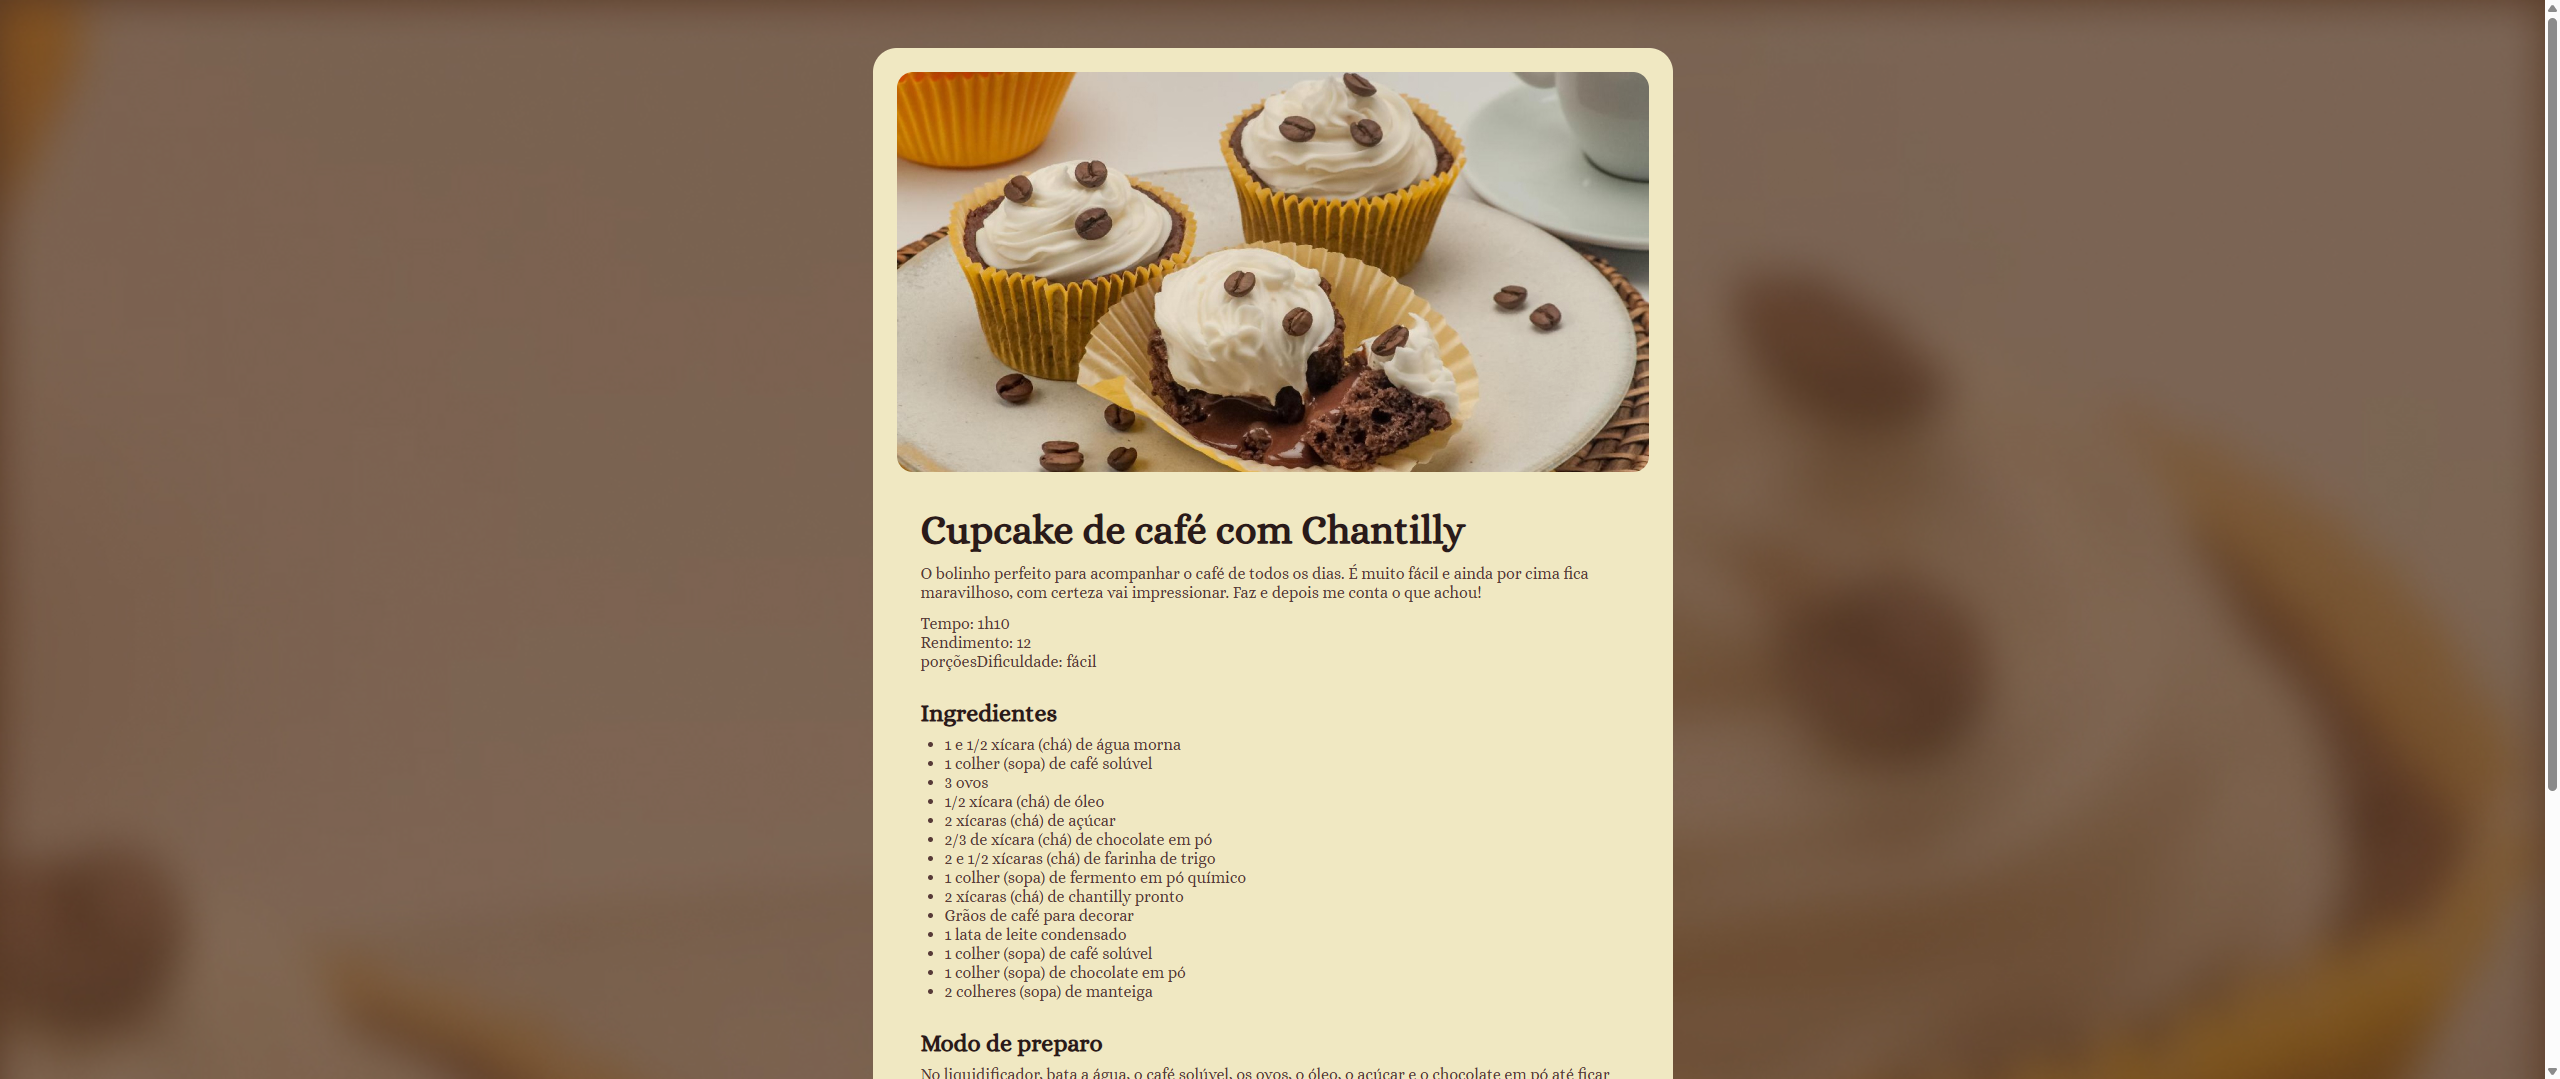 Cupcake de café com Chantilly
O bolinho perfeito para acompanhar o café de todos os dias. É muito fácil e ainda por cima fica
maravilhoso, com certeza vai impressionar. Faz e depois me conta o que achou!
Tempo: 1h10
Rendimento: 12
porçõesDificuldade: fácil
Ingredientes
• 1 e 1/2 xícara (chá) de água morna
• 1 colher (sopa) de café solúvel
• 3 ovos
• 1/2 xícara (chá) de óleo
• 2 xícaras (chá) de açúcar
• 2/3 de xícara (chá) de chocolate em pó
• 2 e 1/2 xícaras (chá) de farinha de trigo
• 1 colher (sopa) de fermento em pó químico
• 2 xícaras (chá) de chantilly pronto
• Grãos de café para decorar
• 1 lata de leite condensado
• 1 colher (sopa) de café solúvel
• 1 colher (sopa) de chocolate em pó
• 2 colheres (sopa) de manteiga
Modo de preparo
No liquidificador, bata a água, o café solúvel, os ovos, o óleo, o açúcar e o chocolate em pó até ficar